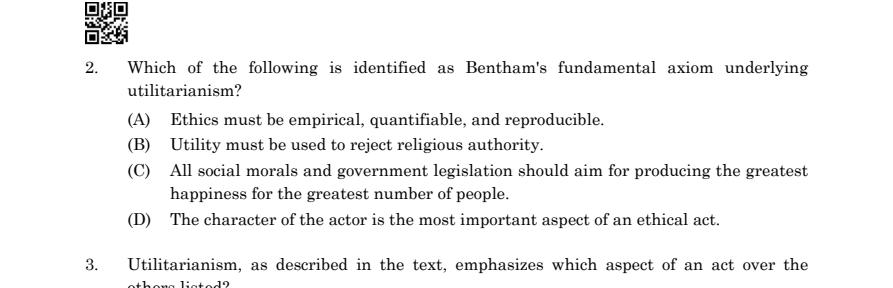 2. Which of the following is identified as Bentham's fundamental axiom underlying
utilitarianism?
(A) Ethics must be empirical, quantifiable, and reproducible.
(B) Utility must be used to reject religious authority.
(C) All social morals and government legislation should aim for producing the greatest
happiness for the greatest number of people.
(D) The character of the actor is the most important aspect of an ethical act.
3. Utilitarianism, as described in the text, emphasizes which aspect of an act over the
others listed?